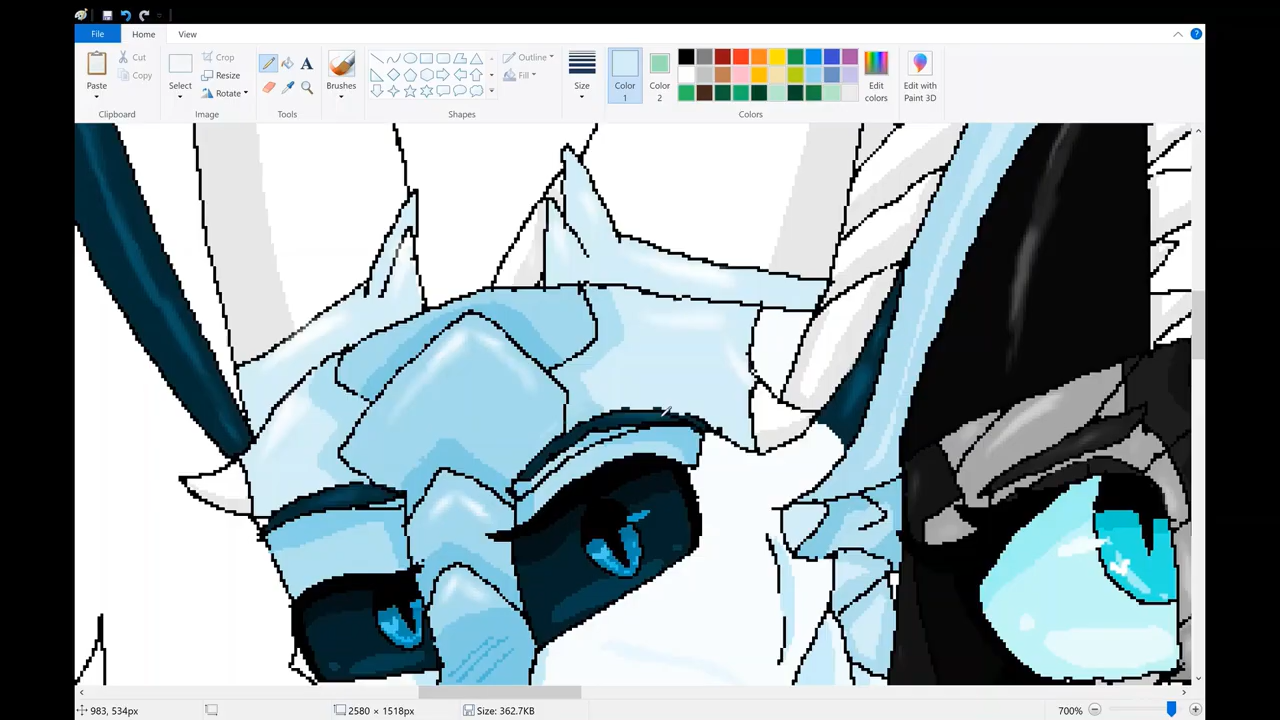 File Home View
Paste
Cut
Copy
Clipboard
Select
Crop
Resize
Rotate
Image
A
Tools
Brushes
Outline
Fill
Shapes
Size
Color
1
Color
2
Edit
colors
Colors
Edit with
Paint 3D
983, 534px
2580 × 1518px
Size: 362.7KB
700%